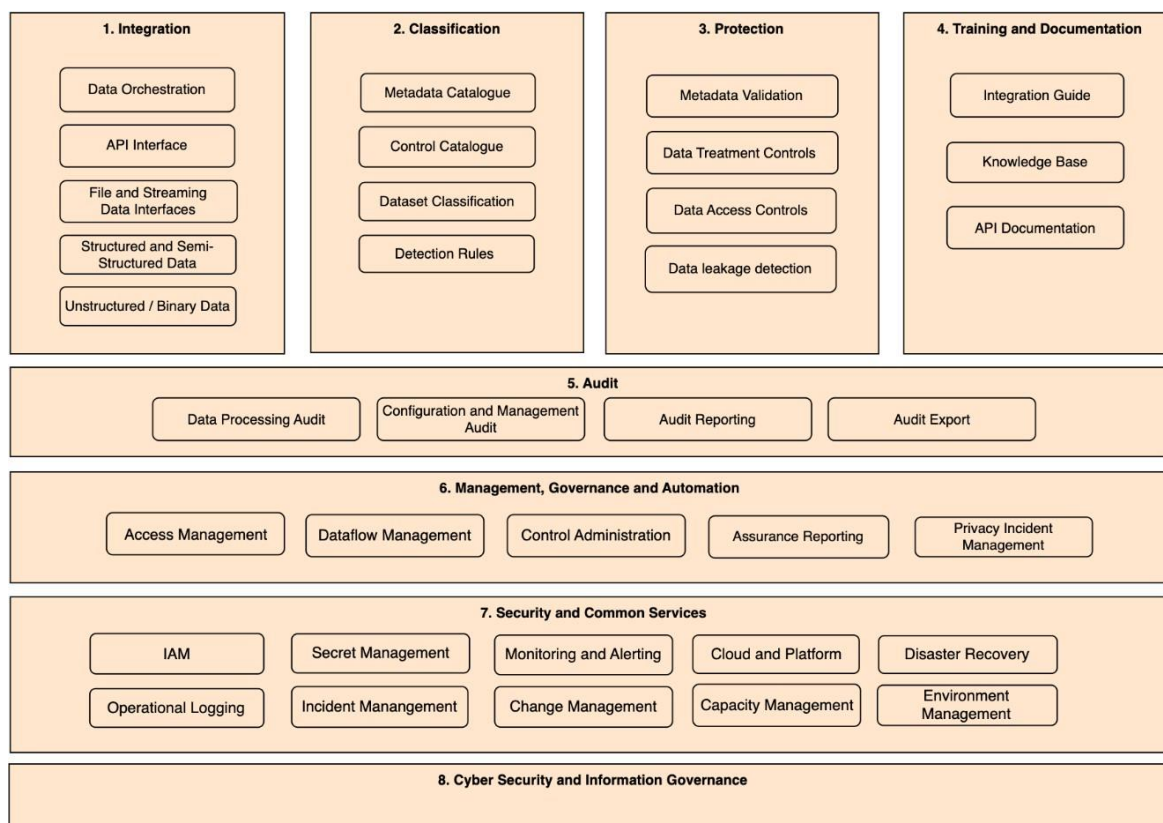 1. Integration
Data Orchestration
API Interface
File and Streaming
Data Interfaces
Structured and Semi-
Structured Data
Unstructured / Binary Data
2. Classification
Metadata Catalogue
Control Catalogue
Dataset Classification
Detection Rules
3. Protection
Metadata Validation
Data Treatment Controls
Data Access Controls
Data leakage detection
4. Training and Documentation
Integration Guide
Knowledge Base
API Documentation
5. Audit
Data Processing Audit
Configuration and Management
Audit
Audit Reporting
Audit Export
6. Management, Governance and Automation
Access Management
Dataflow Management
Control Administration
Assurance Reporting
Privacy Incident
Management
7. Security and Common Services
IAM
Secret Management
Monitoring and Alerting
Cloud and Platform
Disaster Recovery
Operational Logging
Incident Manangement
Change Management
Capacity Management
Environment
Management
8. Cyber Security and Information Governance